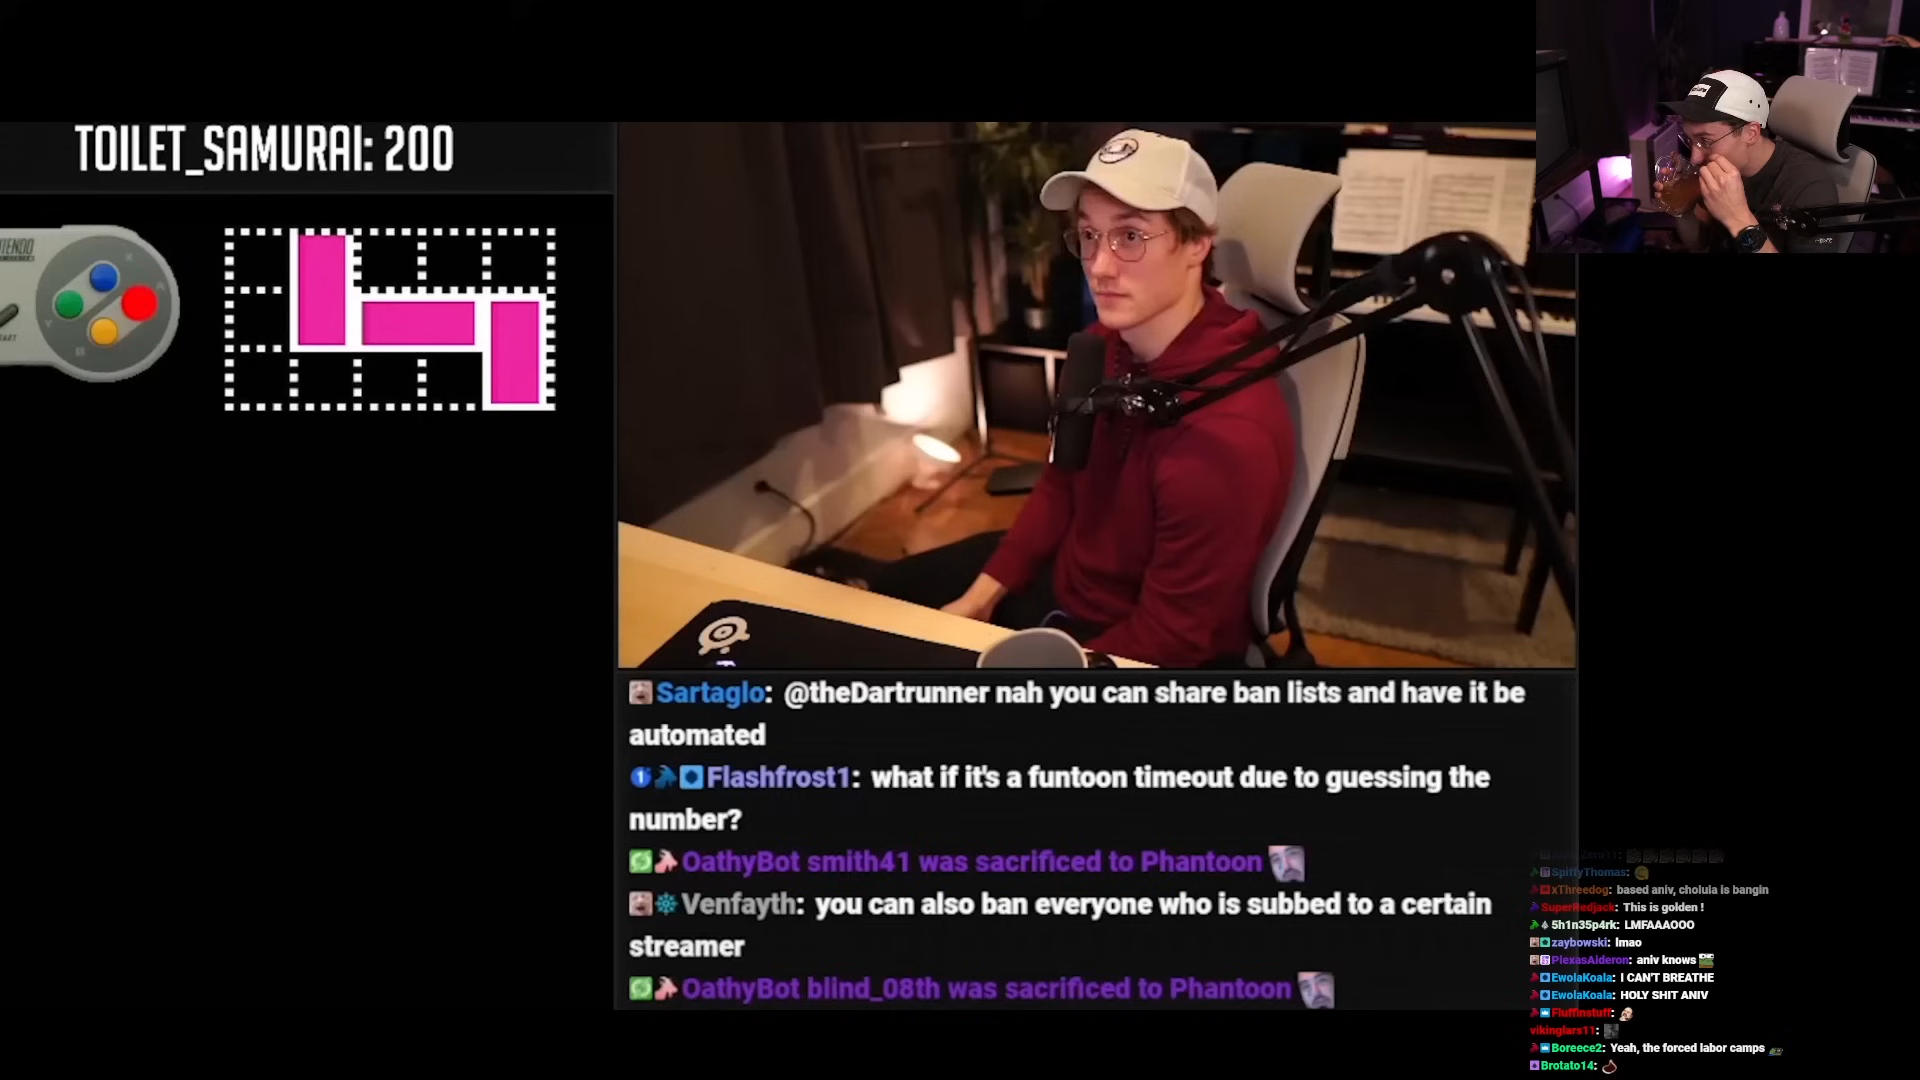 TOILET_SAMURAI: 200
Sartaglo: @theDartrunner nah you can share ban lists and have it be
automated
Flashfrost1: what if it's a funtoon timeout due to guessing the
number?
OathyBot smith41 was sacrificed to Phantoon
Venfayth: you can also ban everyone who is subbed to a certain
streamer
OathyBot blind_08th was sacrificed to Phantoon
SpiffyThomas:
xThreedog: based aniv, cholula is bangin
SuperRedjack: This is golden !
5h1n35p4rk: LMFAAAOOO
zaybowski: lmao
PlexasAlderon: aniv knows
EwolaKoala: I CAN'T BREATHE
EwolaKoala: HOLY SHIT ANIV
Fluffinstuff:
vikinglars11:
Boreece2: Yeah, the forced labor camps
Brotato14: